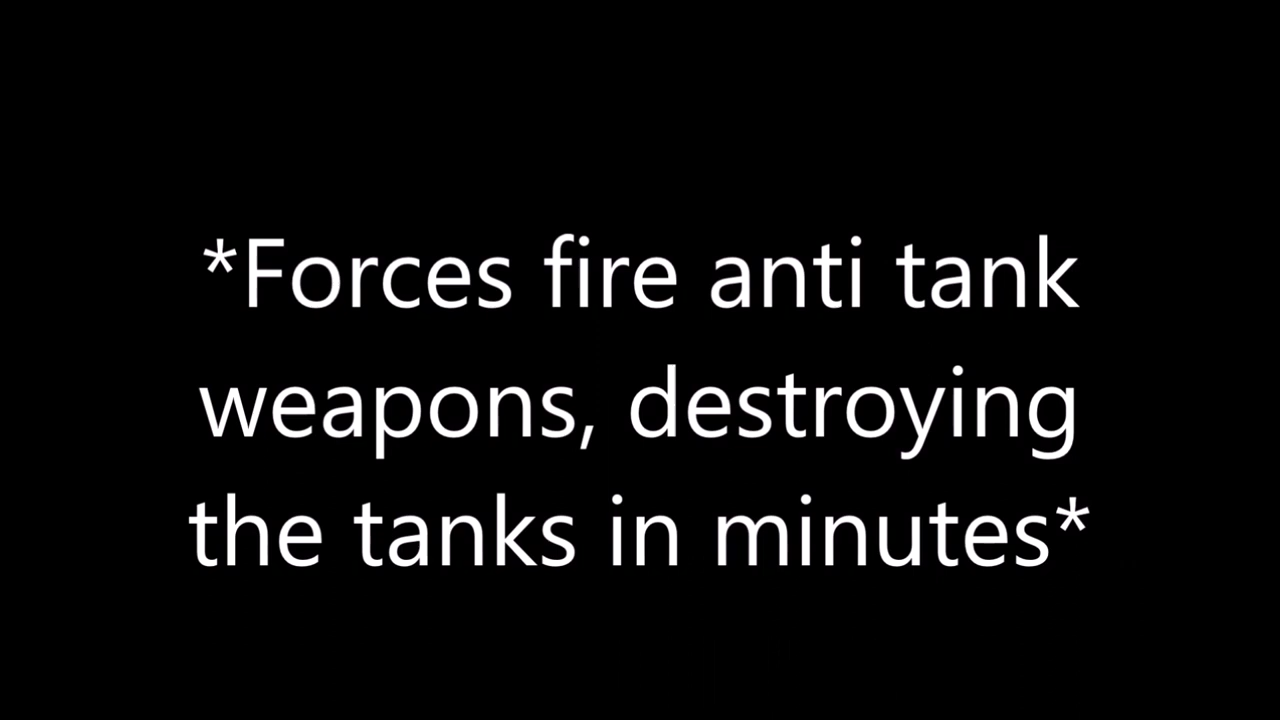 *Forces fire anti tank
weapons, destroying
the tanks in minutes*